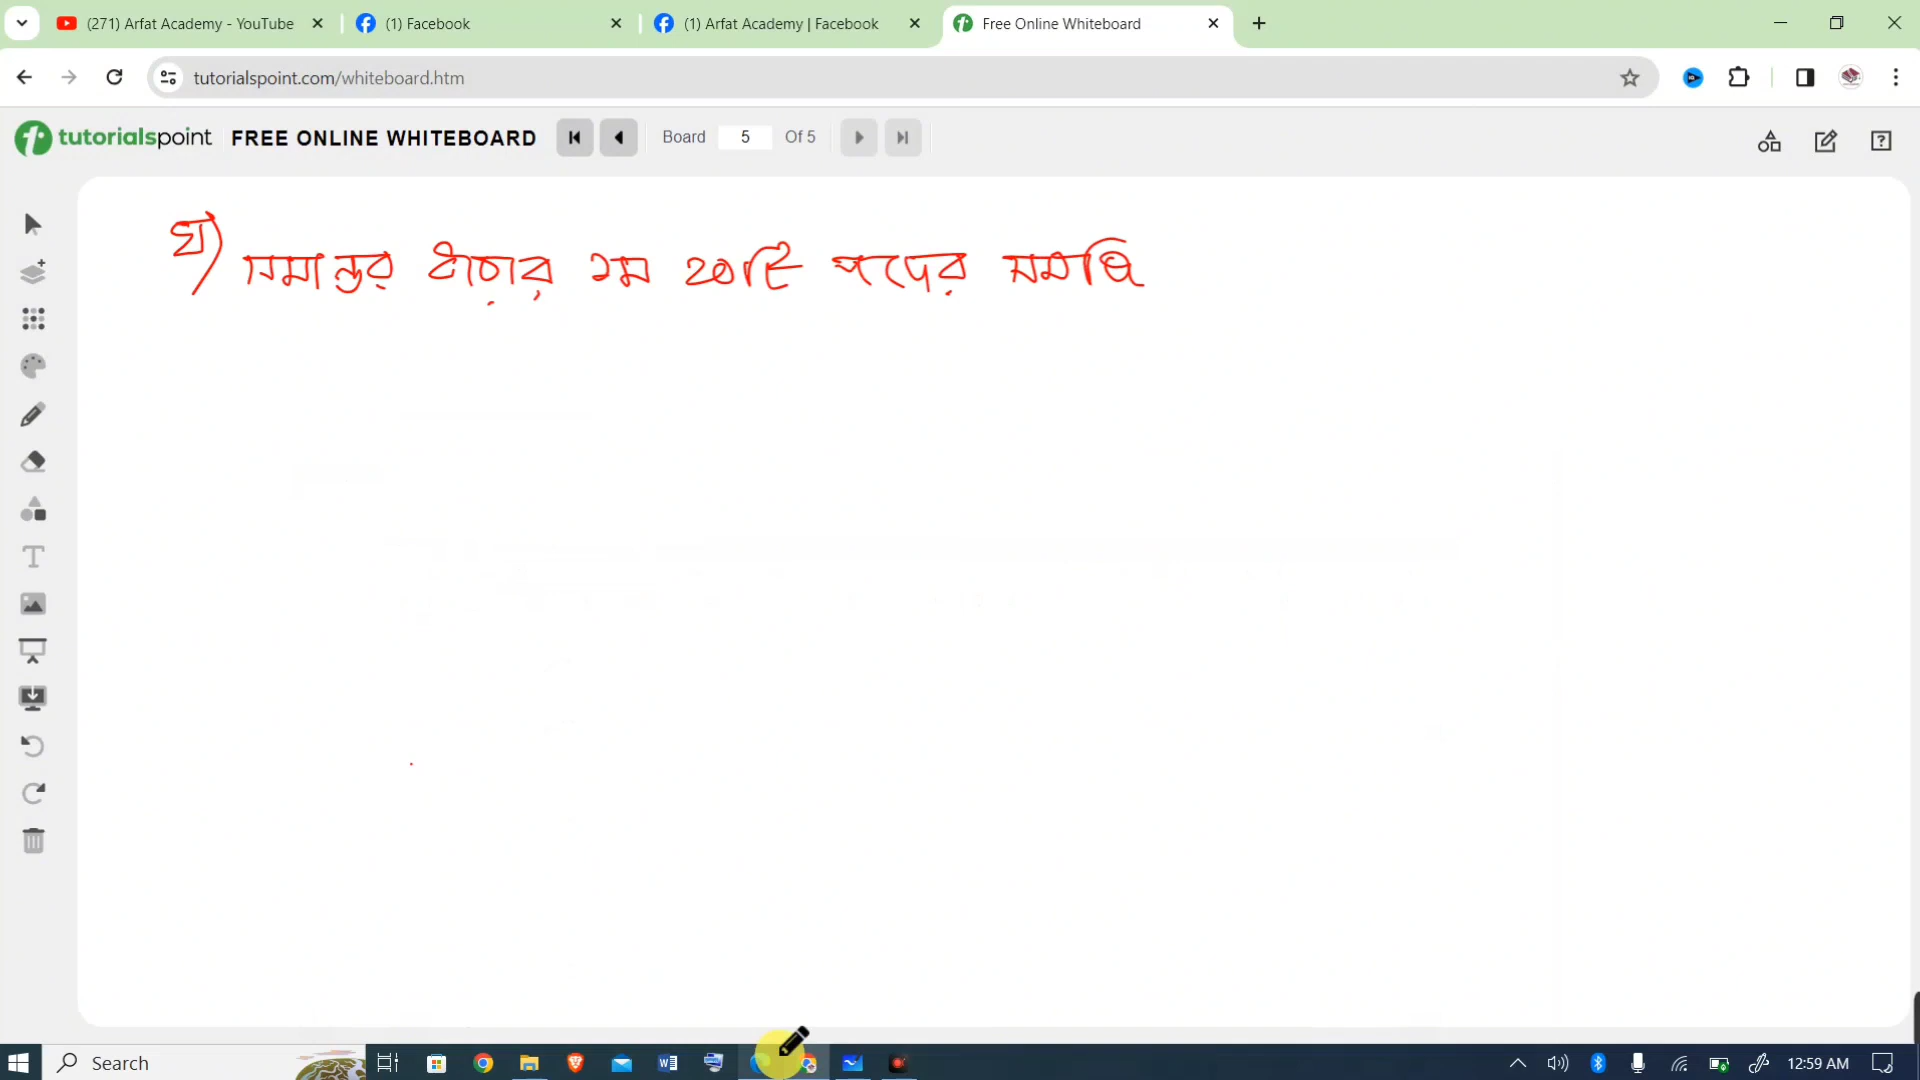 (271) Arfat Academy - YouTube
(1) Facebook
(1) Arfat Academy | Facebook
Free Online Whiteboard
tutorialspoint.com/whiteboard.htm
tutorialspoint FREE ONLINE WHITEBOARD Board 5 Of 5
ঘ) সমান্তর ধারার ১ম ২০টি পদের সমষ্টি
Search
12:59 AM